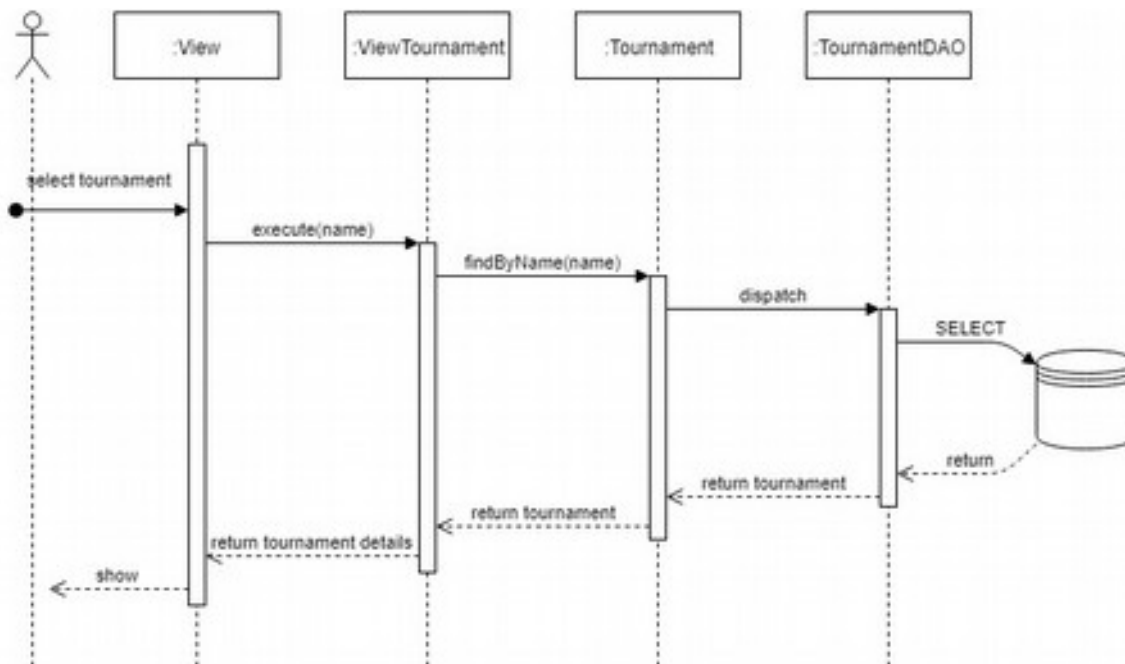 :View
:ViewTournament
:Tournament
:TournamentDAO
select tournament
execute(name)
findByName(name)
dispatch
SELECT
return
return tournament
return tournament
return tournament details
show